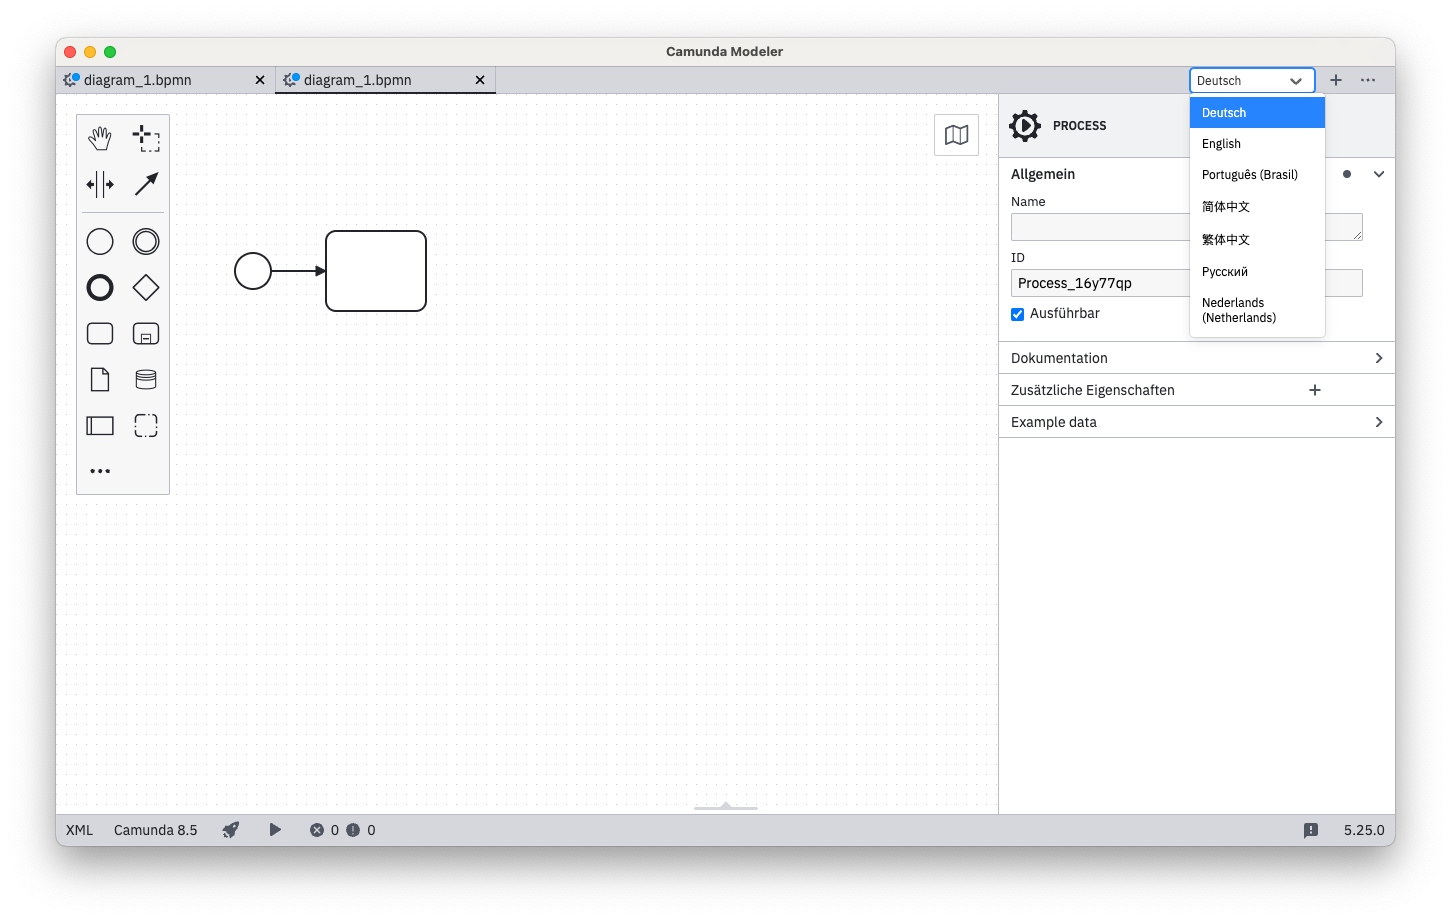 Camunda Modeler
diagram_1.bpmn
diagram_1.bpmn
Deutsch
Deutsch
English
Português (Brasil)
简体中文
繁体中文
Русский
Nederlands
(Netherlands)
PROCESS
Allgemein
Name
ID
Process_16y77qp
Ausführbar
Dokumentation
Zusätzliche Eigenschaften
Example data
XML Camunda 8.5 0 0 5.25.0